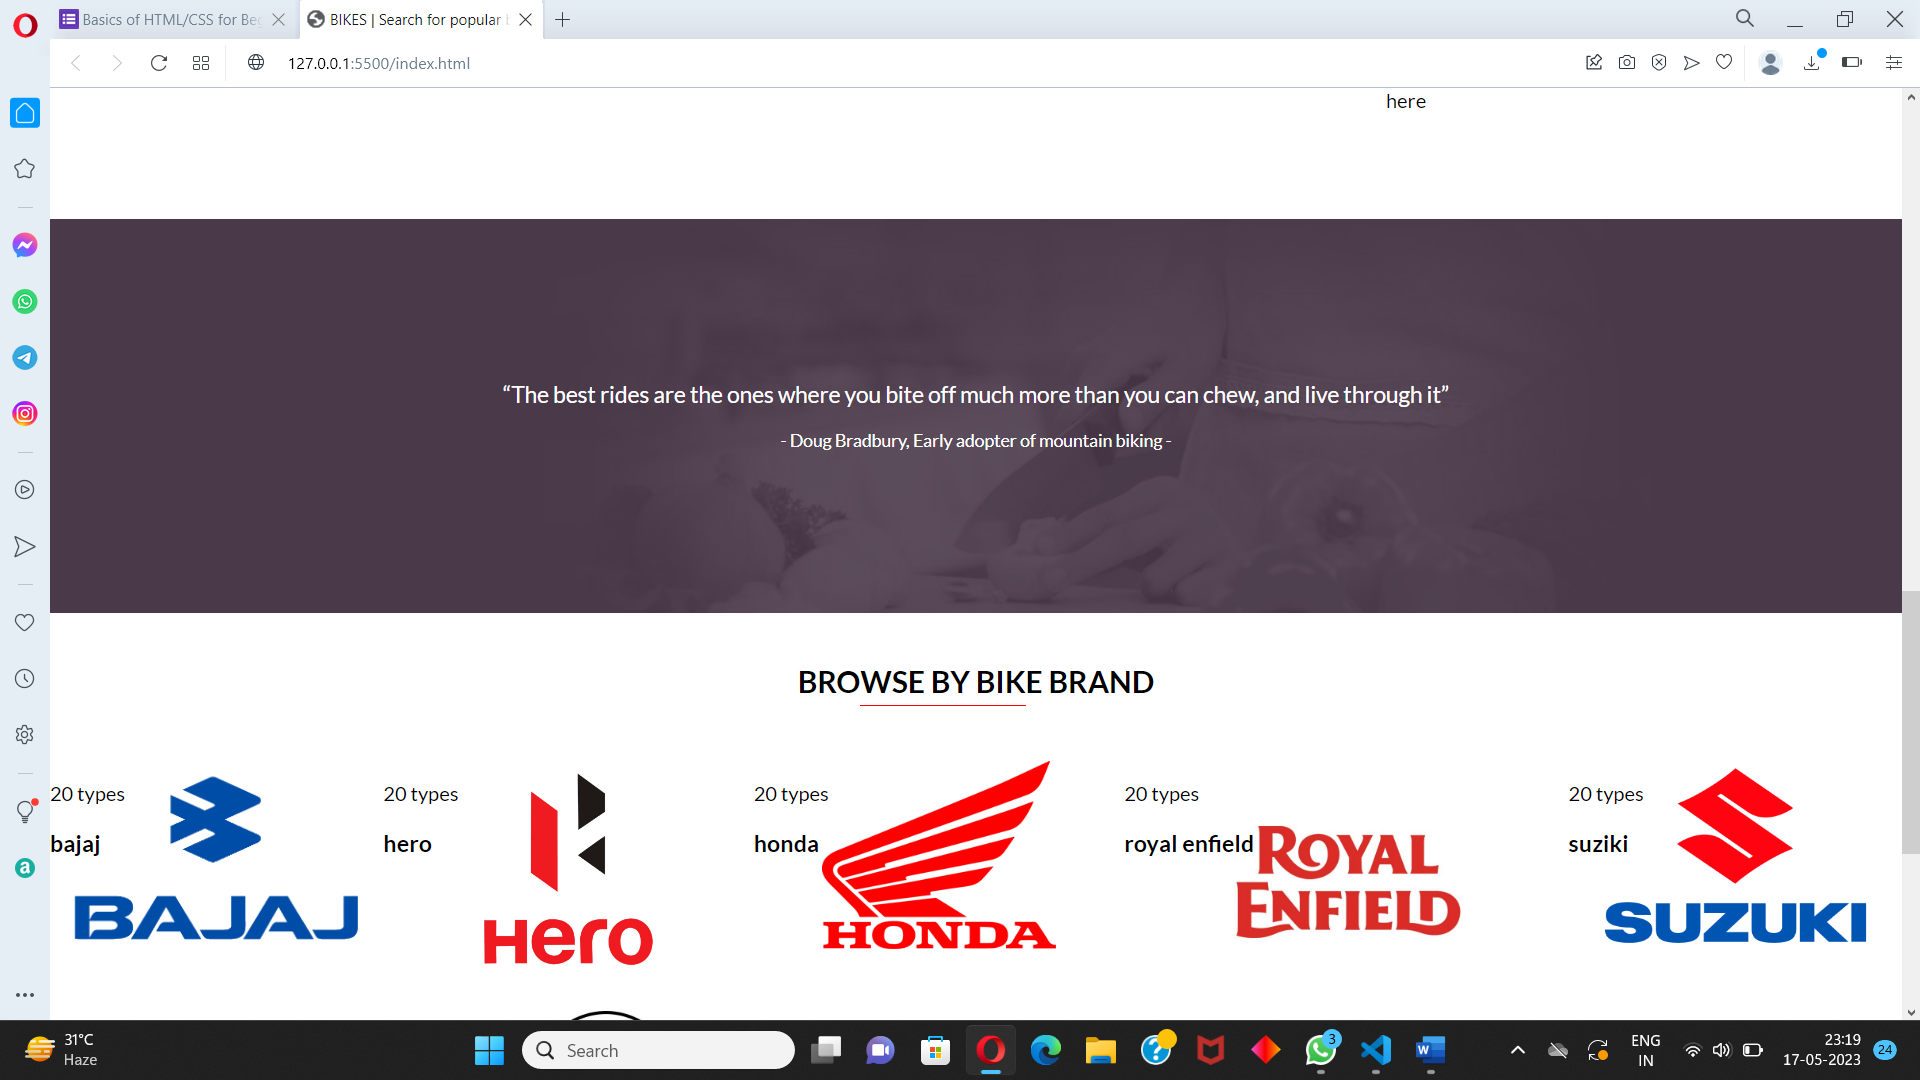 Basics of HTML/CSS for Be
BIKES | Search for popular
127.0.0.1:5500/index.html
here
“The best rides are the ones where you bite off much more than you can chew, and live through it”
- Doug Bradbury, Early adopter of mountain biking -
BROWSE BY BIKE BRAND
20 types
bajaj
BAJAJ
20 types
hero
Hero
20 types
honda
HONDA
20 types
royal enfield
ROYAL
ENFIELD
20 types
suziki
SUZUKI
a
31°C
Haze
Search
3
ENG
IN
23:19
17-05-2023
24